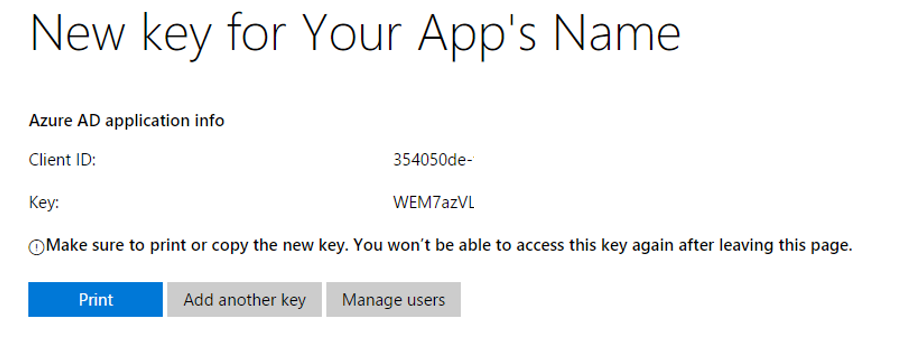 New key for Your App's Name
Azure AD application info
Client ID: 354050de-
Key: WEM7azVL
Make sure to print or copy the new key. You won't be able to access this key again after leaving this page.
Print Add another key Manage users